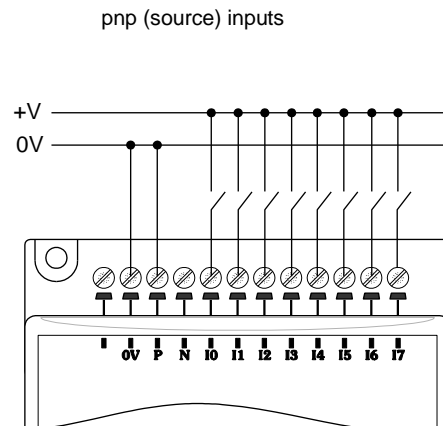 pnp (source) inputs
+V
0V
0V P N I0 I1 I2 I3 I4 I5 I6 I7